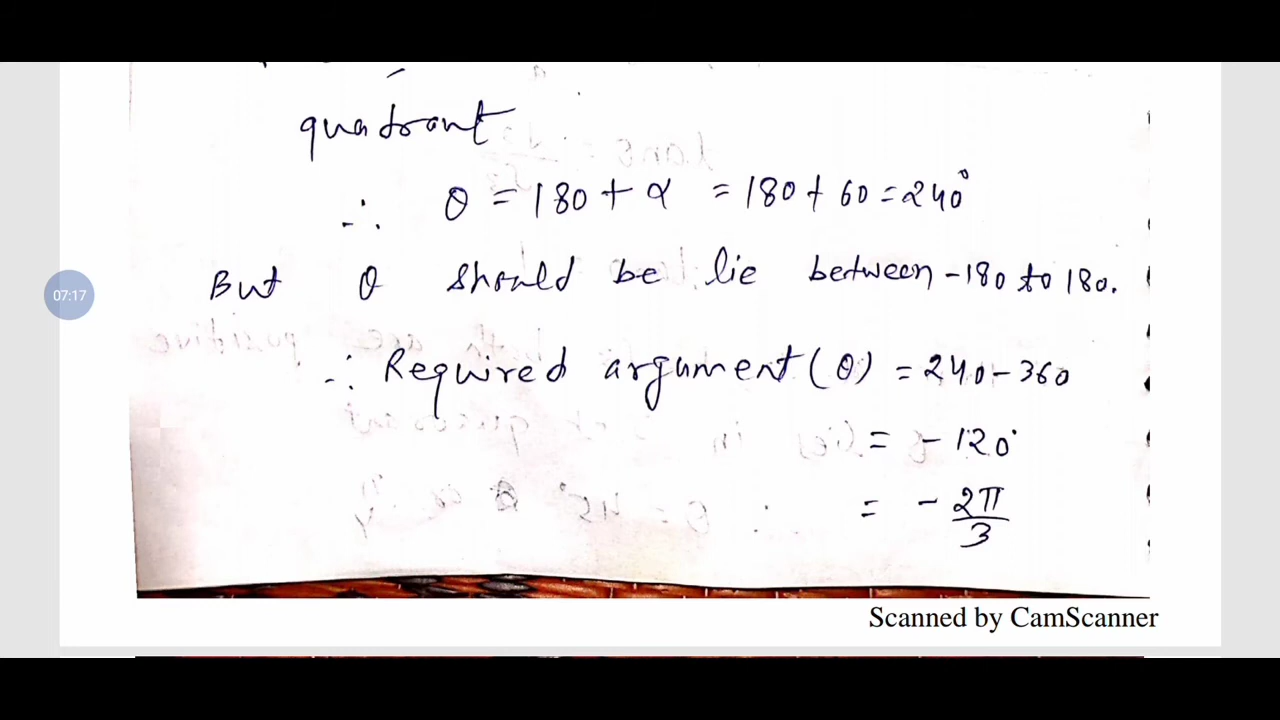 quadrant
∴ θ = 180 + α = 180 + 60 = 240°
But θ should be lie between -180 to 180.
07:17
∴ Required argument (θ) = 240 - 360
= - 120°
= - 2π/3
Scanned by CamScanner